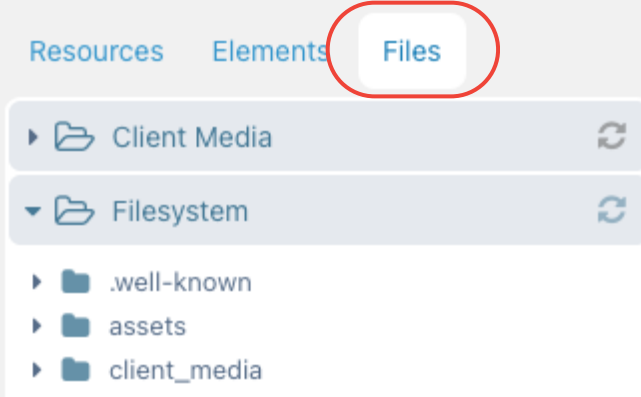 Resources Elements Files
Client Media
Filesystem
.well-known
assets
client_media